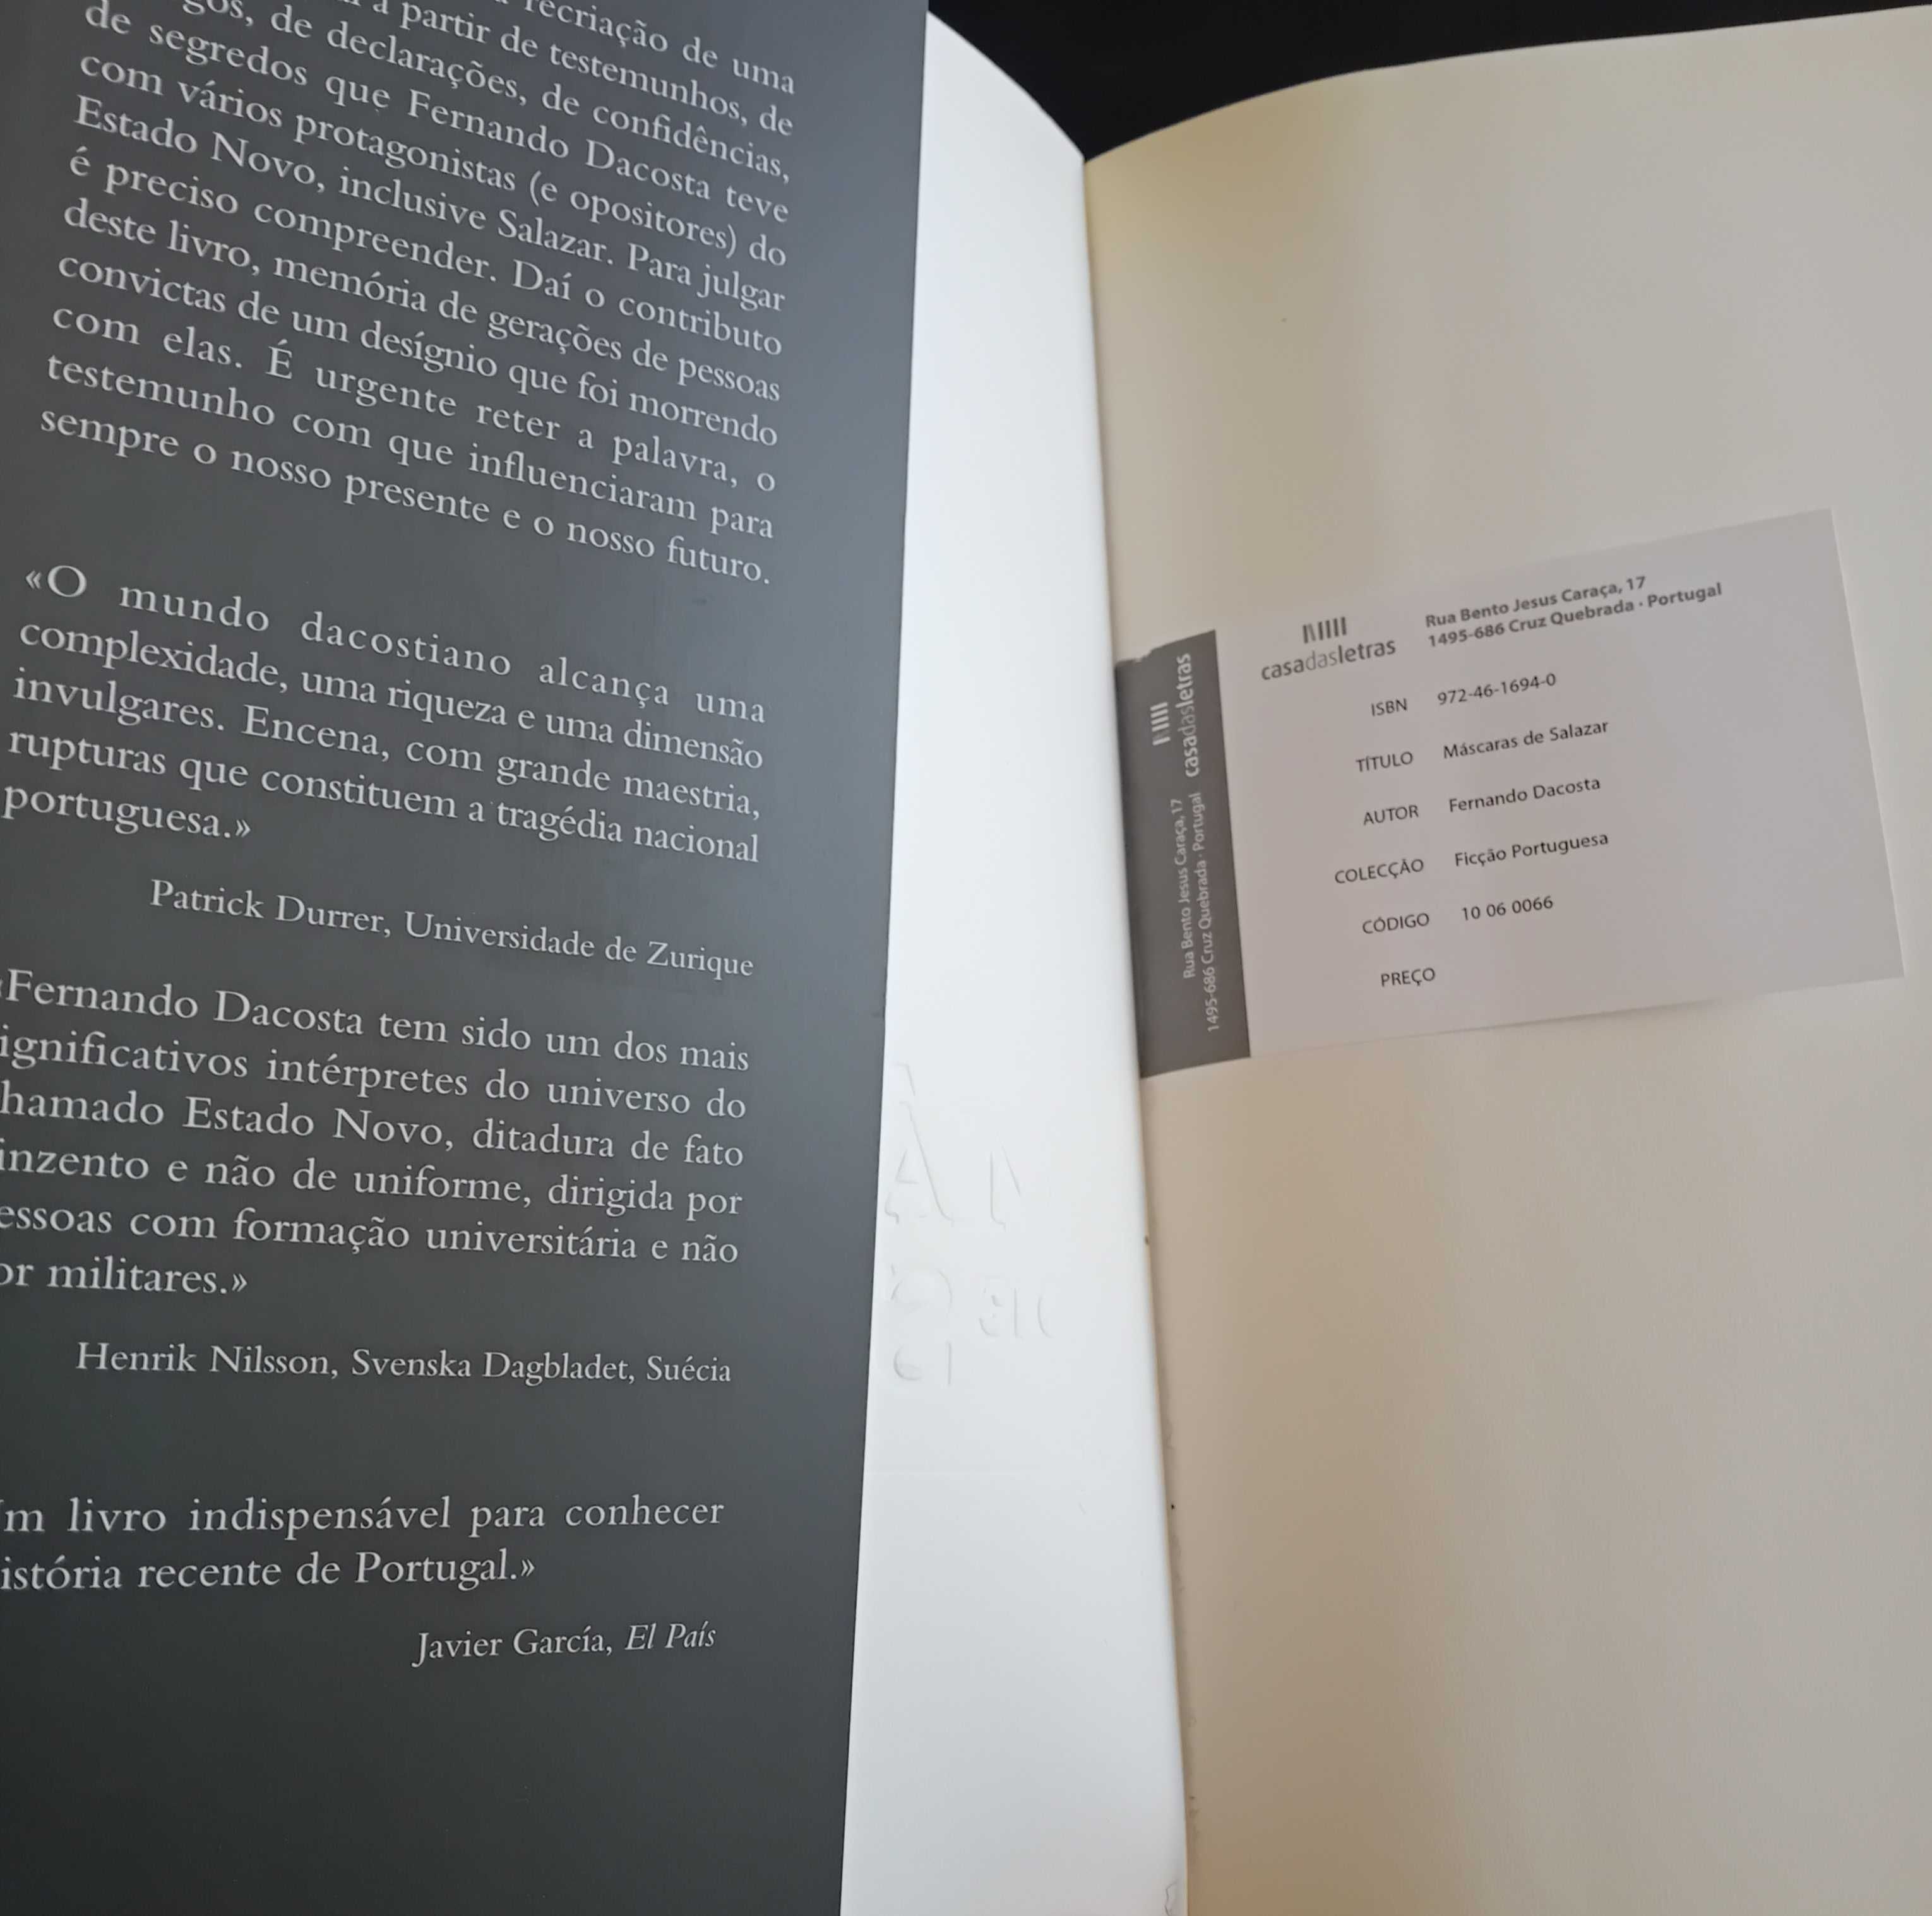 recriação de uma
a partir de testemunhos, de
de declarações, de confidências,
de segredos que Fernando Dacosta teve
com vários protagonistas (e opositores) do
Estado Novo, inclusive Salazar. Para julgar
é preciso compreender. Daí o contributo
deste livro, memória de gerações de pessoas
convictas de um desígnio que foi morrendo
com elas. É urgente reter a palavra, o
testemunho com que influenciaram para
sempre o nosso presente e o nosso futuro.
«O mundo dacostiano alcança uma
complexidade, uma riqueza e uma dimensão
invulgares. Encena, com grande maestria,
rupturas que constituem a tragédia nacional
portuguesa.»
Patrick Durrer, Universidade de Zurique
Fernando Dacosta tem sido um dos mais
ignificativos intérpretes do universo do
hamado Estado Novo, ditadura de fato
inzento e não de uniforme, dirigida por
essoas com formação universitária e não
or militares.»
Henrik Nilsson, Svenska Dagbladet, Suécia
m livro indispensável para conhecer
istória recente de Portugal.»
Javier García, El País
casadasletras
Rua Bento Jesus Caraça, 17
1495-686 Cruz Quebrada · Portugal
casadasletras
Rua Bento Jesus Caraça, 17
1495-686 Cruz Quebrada · Portugal
ISBN 972-46-1694-0
TÍTULO Máscaras de Salazar
AUTOR Fernando Dacosta
COLECÇÃO Ficção Portuguesa
CÓDIGO 10 06 0066
PREÇO